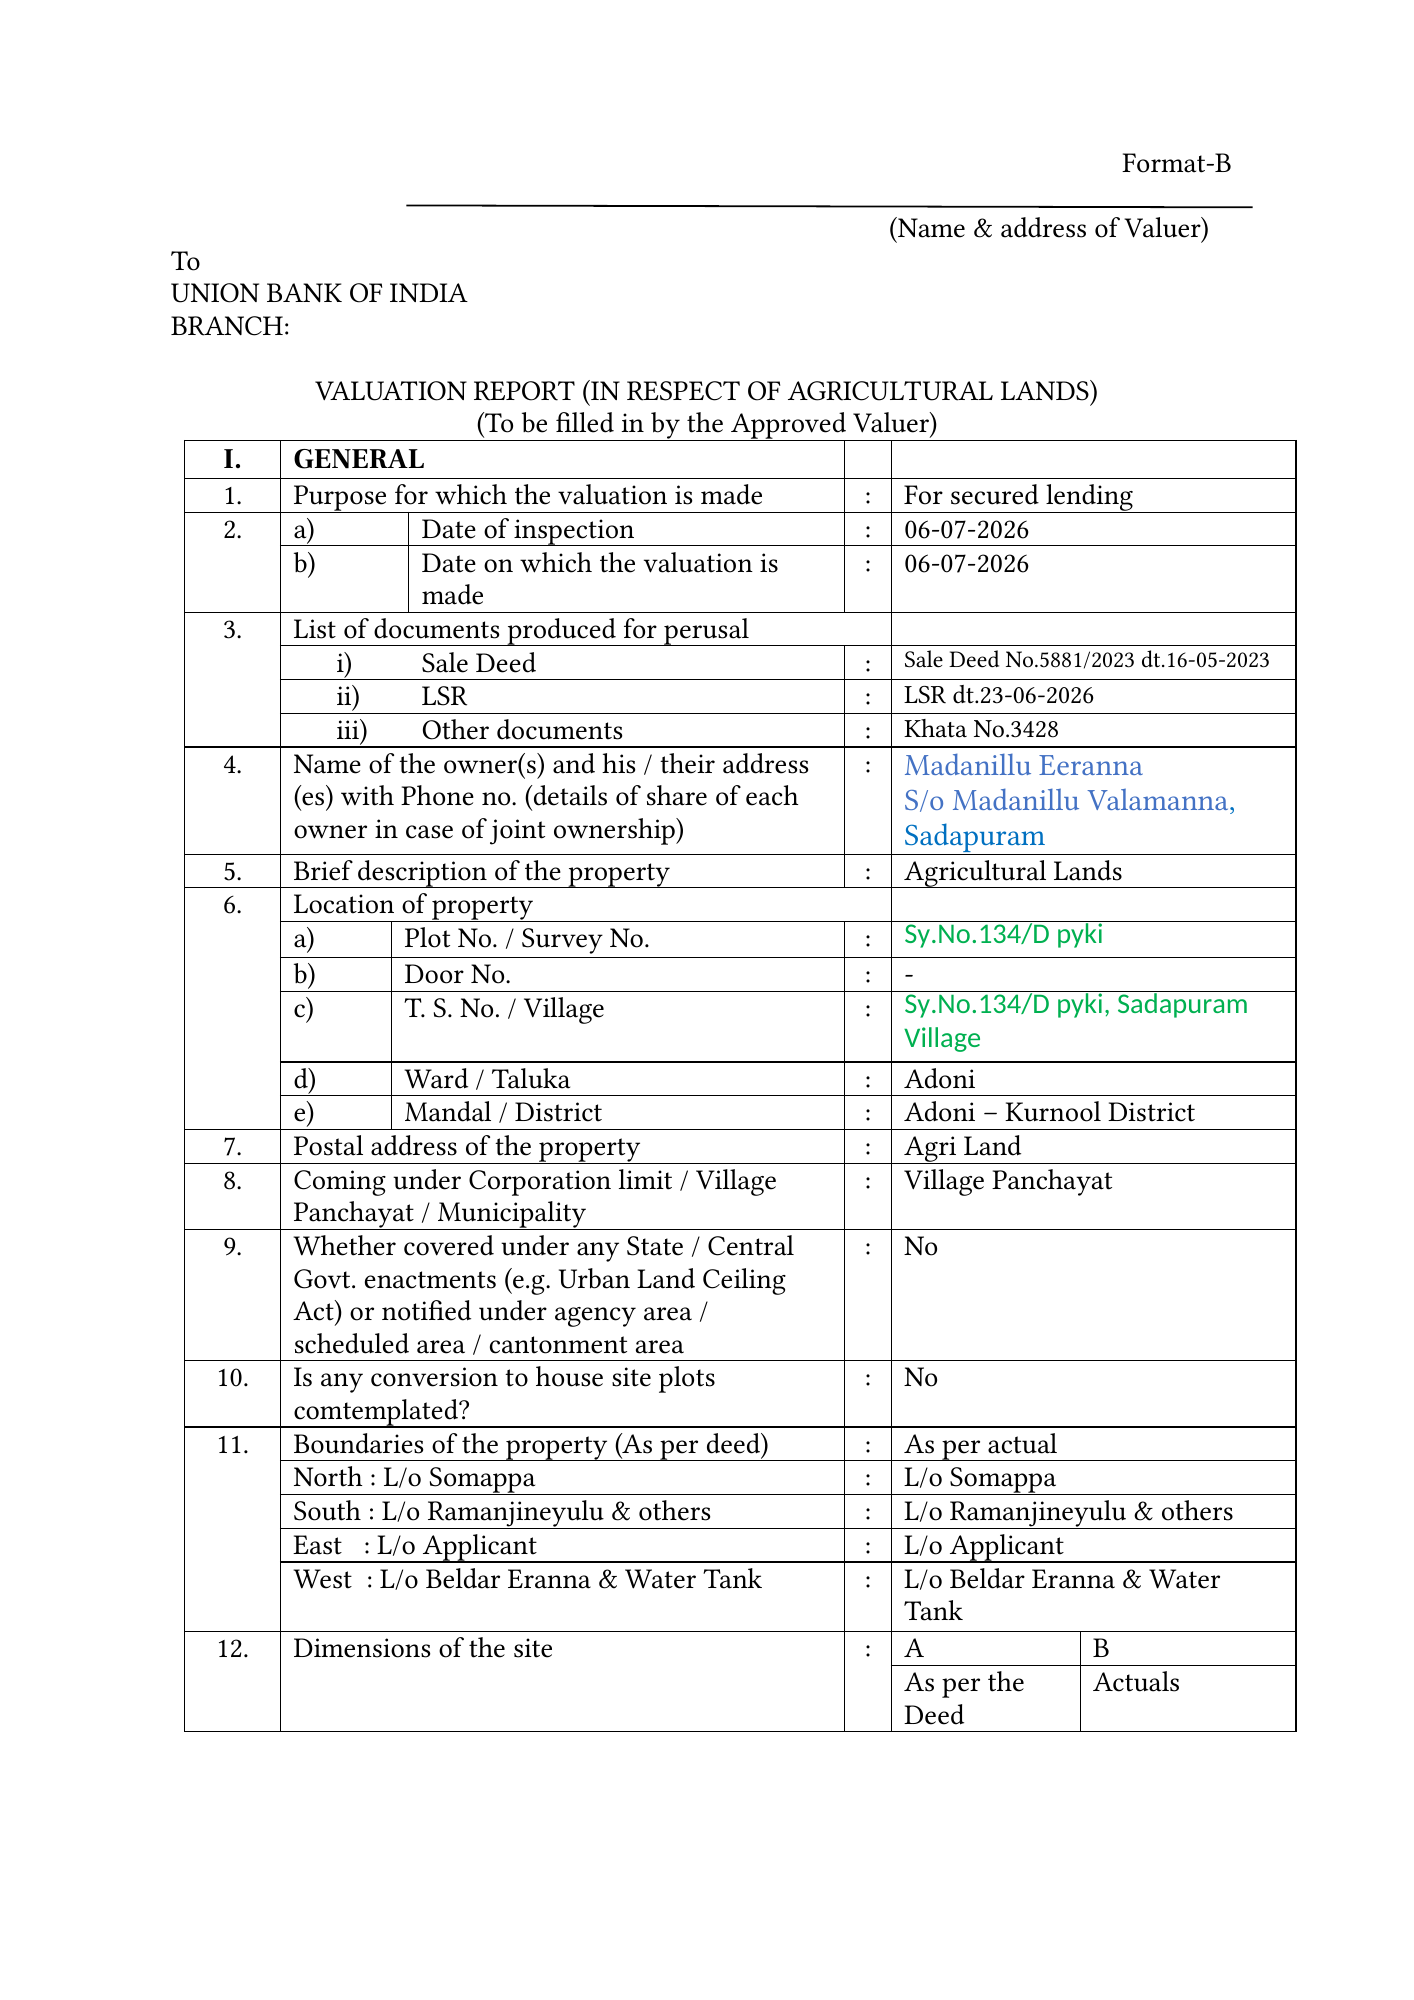 Format-B
(Name & address of Valuer)
To
UNION BANK OF INDIA
BRANCH:
VALUATION REPORT (IN RESPECT OF AGRICULTURAL LANDS)
(To be filled in by the Approved Valuer)
I. GENERAL
1. Purpose for which the valuation is made : For secured lending
2. a) Date of inspection : 06-07-2026
b) Date on which the valuation is : 06-07-2026
made
3. List of documents produced for perusal
i) Sale Deed : Sale Deed No.5881/2023 dt.16-05-2023
ii) LSR : LSR dt.23-06-2026
iii) Other documents : Khata No.3428
4. Name of the owner(s) and his / their address : Madanillu Eeranna
(es) with Phone no. (details of share of each S/o Madanillu Valamanna,
owner in case of joint ownership) Sadapuram
5. Brief description of the property : Agricultural Lands
6. Location of property
a) Plot No. / Survey No. : Sy.No.134/D pyki
b) Door No. : -
c) T. S. No. / Village : Sy.No.134/D pyki, Sadapuram
Village
d) Ward / Taluka : Adoni
e) Mandal / District : Adoni – Kurnool District
7. Postal address of the property : Agri Land
8. Coming under Corporation limit / Village : Village Panchayat
Panchayat / Municipality
9. Whether covered under any State / Central : No
Govt. enactments (e.g. Urban Land Ceiling
Act) or notified under agency area /
scheduled area / cantonment area
10. Is any conversion to house site plots : No
comtemplated?
11. Boundaries of the property (As per deed) : As per actual
North : L/o Somappa : L/o Somappa
South : L/o Ramanjineyulu & others : L/o Ramanjineyulu & others
East : L/o Applicant : L/o Applicant
West : L/o Beldar Eranna & Water Tank : L/o Beldar Eranna & Water
Tank
12. Dimensions of the site : A B
As per the Actuals
Deed